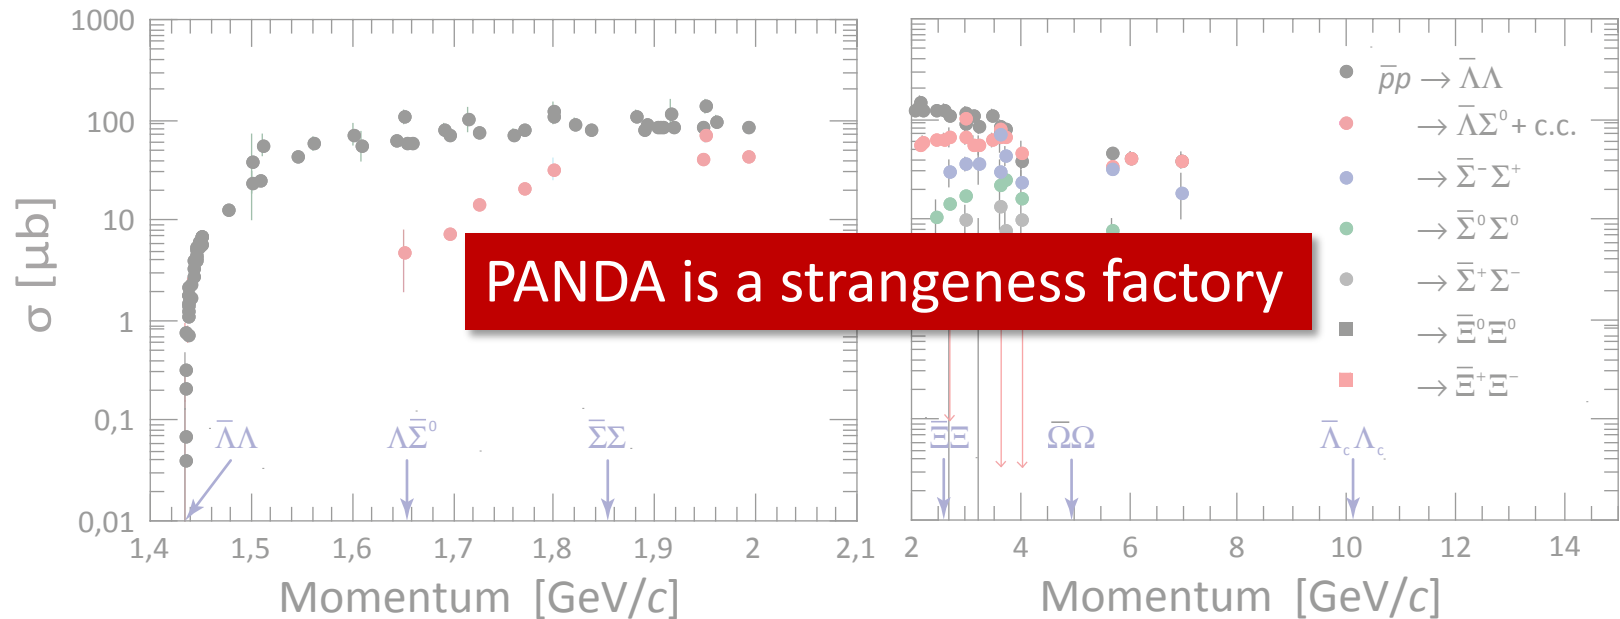 1000
100
10
1
0,1
0,01
σ [μb]
1,4 1,5 1,6 1,7 1,8 1,9 2 2,1
Momentum [GeV/c]
Λ̅Λ
ΛΣ̅⁰
Σ̅Σ
PANDA is a strangeness factory
p̅p → Λ̅Λ
→ Λ̅Σ⁰ + c.c.
→ Σ̅⁻Σ⁺
→ Σ̅⁰Σ⁰
→ Σ̅⁺Σ⁻
→ Ξ̅⁰Ξ⁰
→ Ξ̅⁺Ξ⁻
Ξ̅Ξ
Ω̅Ω
Λ̅cΛc
2 4 6 8 10 12 14
Momentum [GeV/c]